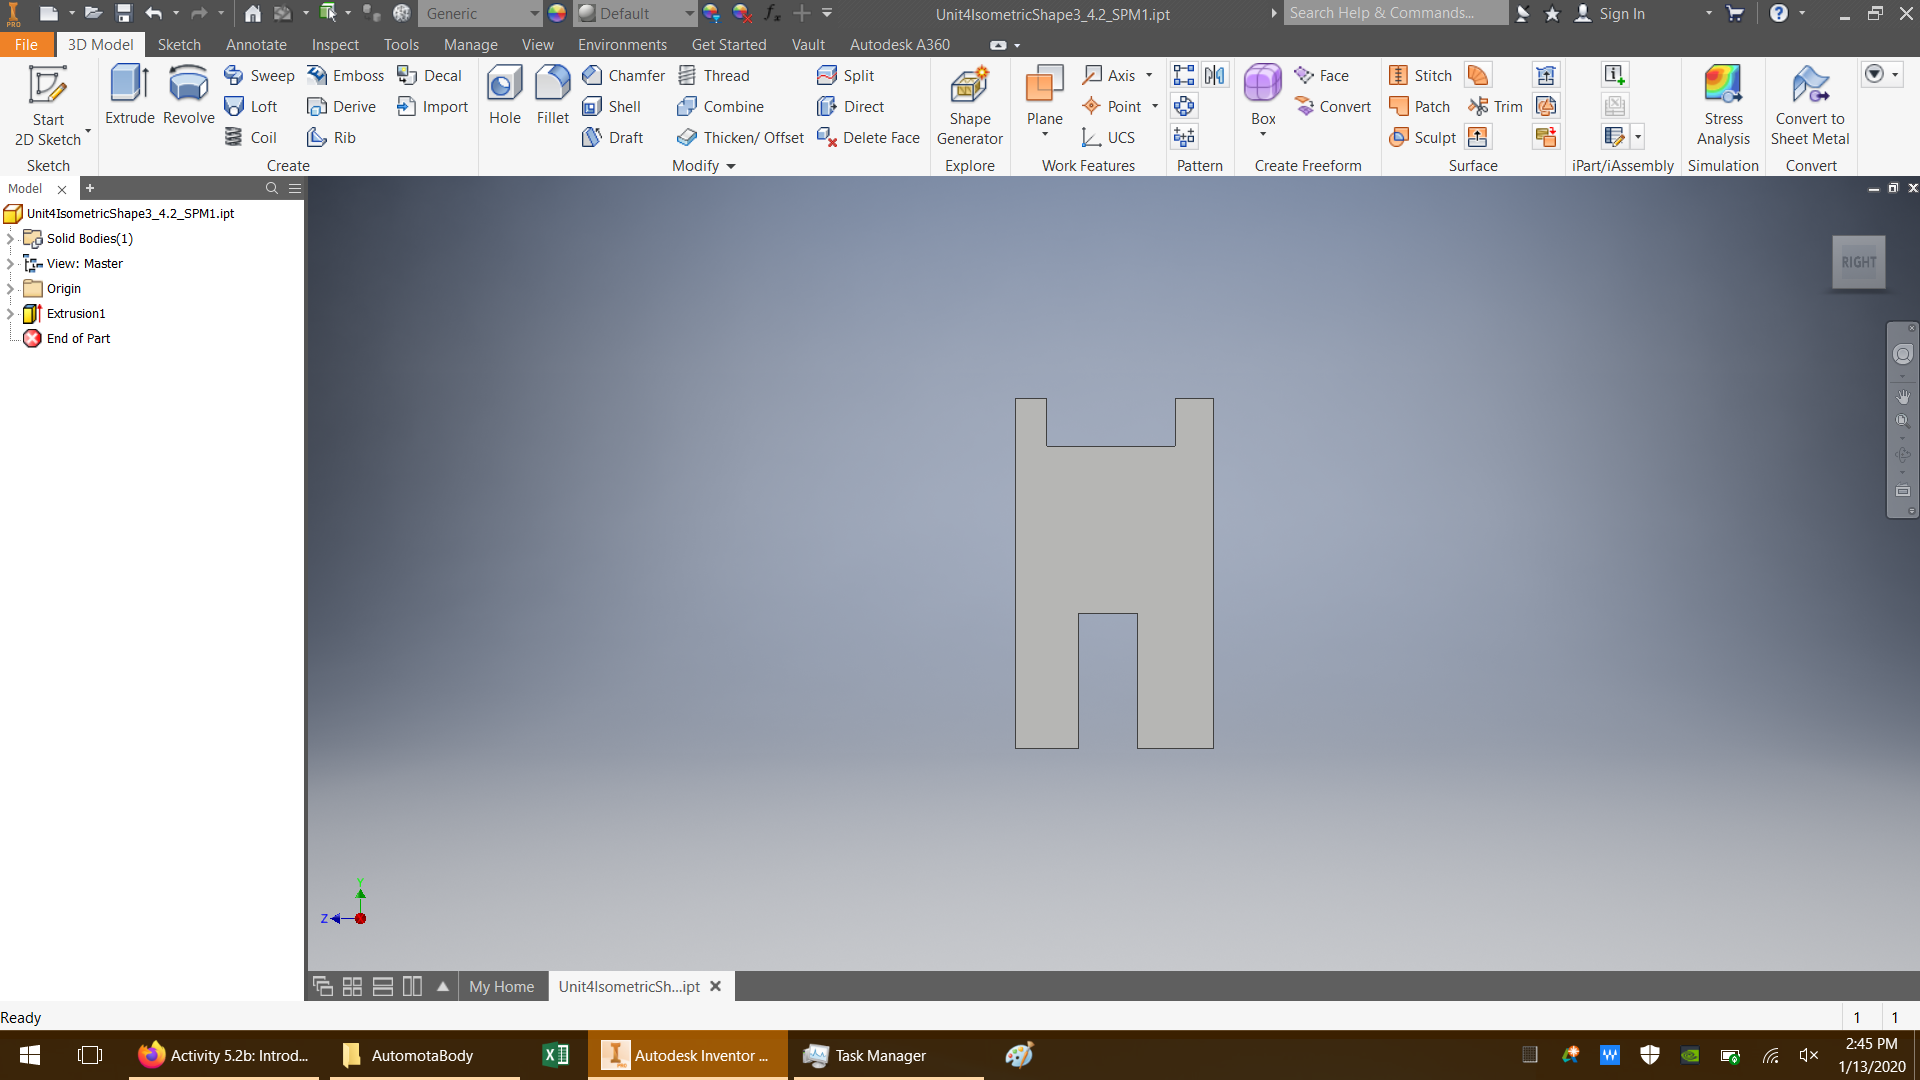 PRO
Generic
Default
Unit4IsometricShape3_4.2_SPM1.ipt
Search Help & Commands...
Sign In
File 3D Model Sketch Annotate Inspect Tools Manage View Environments Get Started Vault Autodesk A360
Start
2D Sketch
Sketch
Extrude
Revolve
Sweep
Loft
Coil
Emboss
Derive
Rib
Decal
Import
Create
Hole
Fillet
Chamfer
Shell
Draft
Thread
Combine
Thicken/ Offset
Split
Direct
Delete Face
Modify
Shape
Generator
Explore
Plane
Axis
Point
UCS
Work Features
Pattern
Box
Face
Convert
Create Freeform
Stitch
Patch
Sculpt
Trim
Surface
iPart/iAssembly
Stress
Analysis
Simulation
Convert to
Sheet Metal
Convert
Model
Unit4IsometricShape3_4.2_SPM1.ipt
Solid Bodies(1)
View: Master
Origin
Extrusion1
End of Part
RIGHT
Y
Z
My Home
Unit4IsometricSh...ipt
Ready
1 1
Activity 5.2b: Introd...
AutomotaBody
Autodesk Inventor ...
Task Manager
2:45 PM
1/13/2020